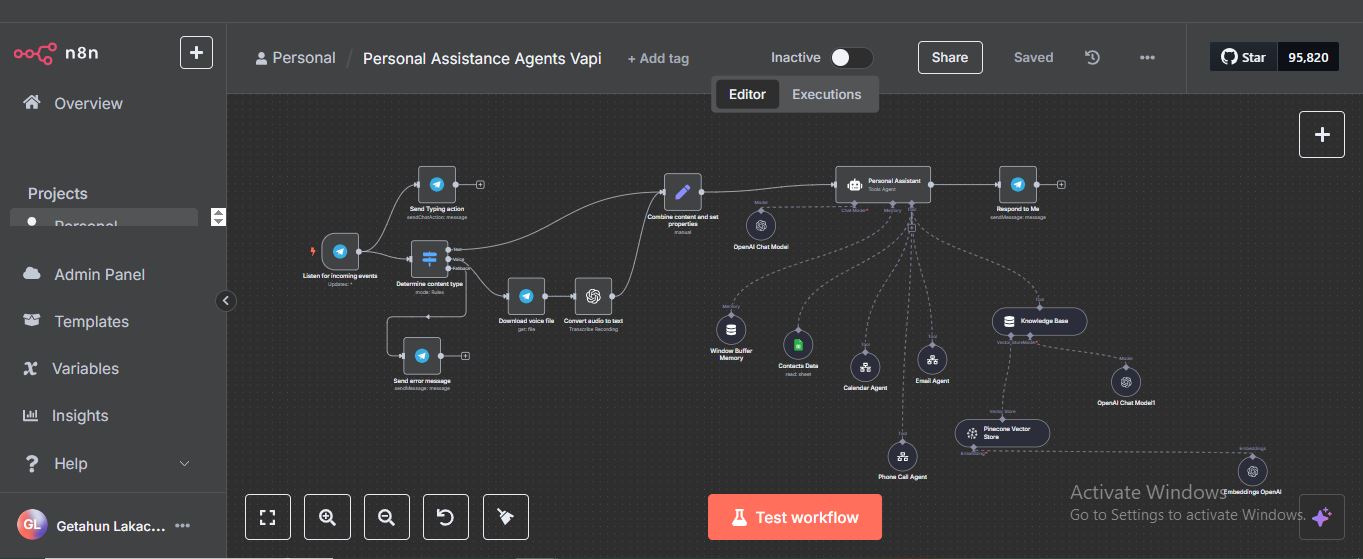 n8n
Personal / Personal Assistance Agents Vapi + Add tag
Inactive
Share
Saved
Star 95,820
Editor Executions
Overview
Projects
Personal
Admin Panel
Templates
Variables
Insights
Help
GL Getahun Lakac...
Send Typing action
sendChatAction: message
Listen for incoming events
Updates: *
Determine content type
mode: Rules
Text
Voice
Fallback
Download voice file
get: file
Convert audio to text
Transcribe Recording
Send error message
sendMessage: message
Combine content and set
properties
manual
Personal Assistant
Tools Agent
Chat Model*
Memory
Tool
Respond to Me
sendMessage: message
Model
OpenAI Chat Model
Memory
Window Buffer
Memory
Contacts Data
read: sheet
Tool
Calendar Agent
Tool
Email Agent
Tool
Phone Call Agent
Tool
Knowledge Base
Model
OpenAI Chat Model1
Vector Store
Pinecone Vector
Store
Embedding*
Embeddings
Embeddings OpenAI
Test workflow
Activate Windows
Go to Settings to activate Windows.